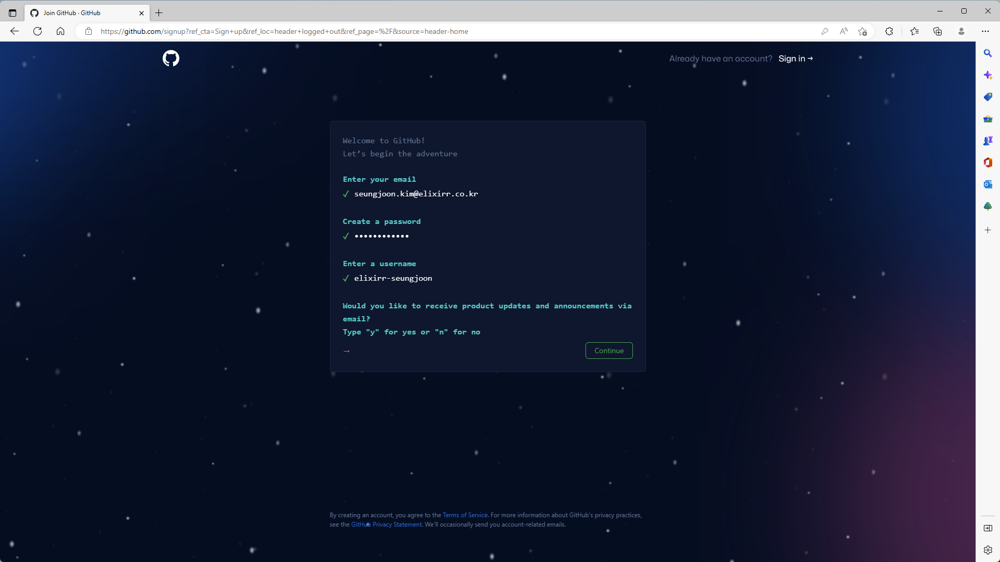 Join GitHub · GitHub
https://github.com/signup?ref_cta=Sign+up&ref_loc=header+logged+out&ref_page=%2F&source=header-home
Already have an account? Sign in →
Welcome to GitHub!
Let’s begin the adventure
Enter your email
✓ seungjoon.kim@elixirr.co.kr
Create a password
✓ ••••••••••••
Enter a username
✓ elixirr-seungjoon
Would you like to receive product updates and announcements via
email?
Type "y" for yes or "n" for no
→ Continue
By creating an account, you agree to the Terms of Service. For more information about GitHub's privacy practices,
see the GitHub Privacy Statement. We'll occasionally send you account-related emails.